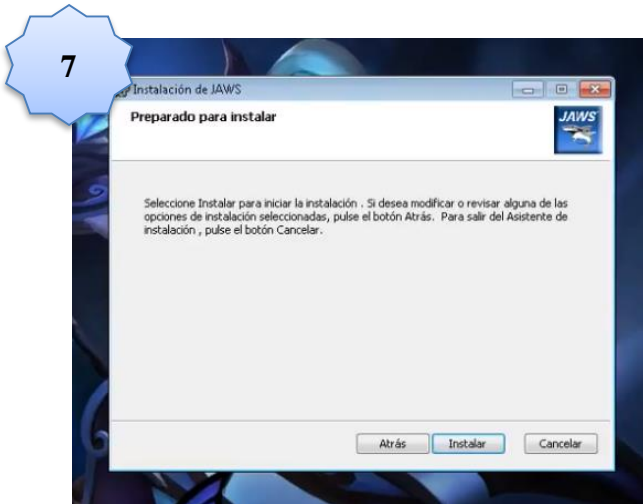 7
Instalación de JAWS
Preparado para instalar
JAWS
Seleccione Instalar para iniciar la instalación . Si desea modificar o revisar alguna de las
opciones de instalación seleccionadas, pulse el botón Atrás. Para salir del Asistente de
instalación , pulse el botón Cancelar.
Atrás Instalar Cancelar